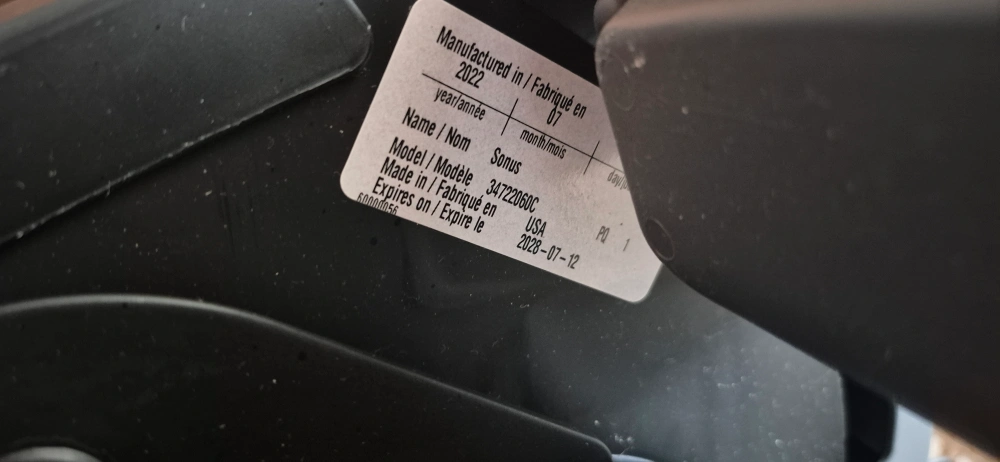 Manufactured in / Fabriqué en
2022 07
year/année month/mois
Name / Nom Sonus
Model / Modèle 34722060C
Made in / Fabriqué en USA
Expires on / Expire le 2028-07-12
PO 1